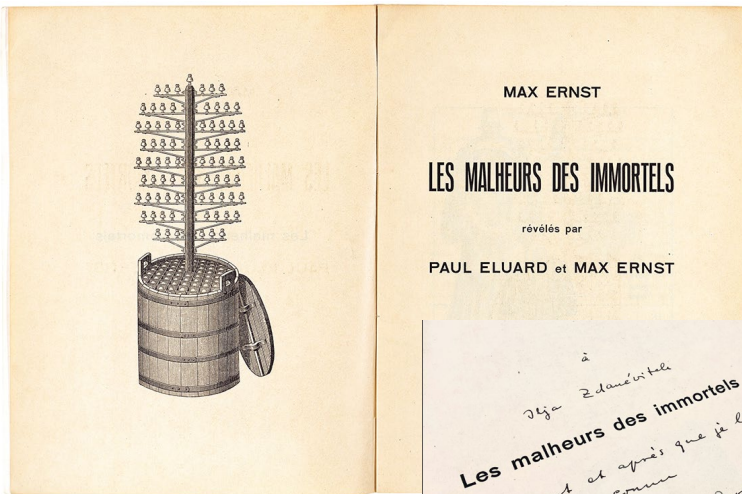 MAX ERNST
LES MALHEURS DES IMMORTELS
révélés par
PAUL ELUARD et MAX ERNST
à
Ilja Zdanévitch
Les malheurs des immortels
et après que je l
connu